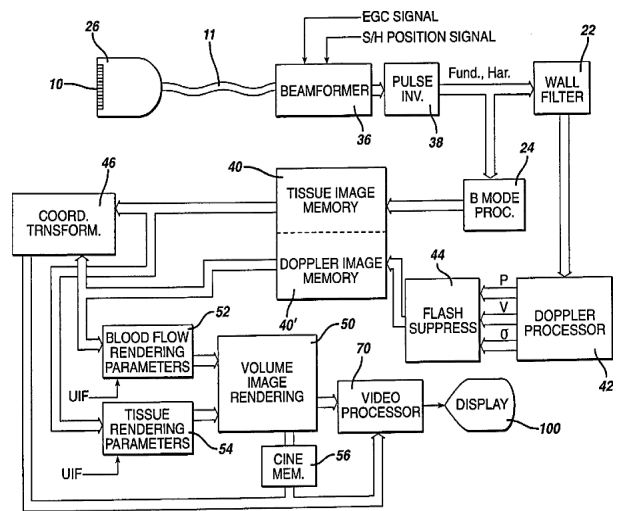 EGC SIGNAL
S/H POSITION SIGNAL
26
11
10
BEAMFORMER
36
PULSE
INV.
38
Fund., Har.
22
WALL
FILTER
46
COORD.
TRNSFORM.
40
TISSUE IMAGE
MEMORY
DOPPLER IMAGE
MEMORY
40'
24
B MODE
PROC.
44
FLASH
SUPPRESS
P
V
σ
DOPPLER
PROCESSOR
42
52
BLOOD FLOW
RENDERING
PARAMETERS
UIF
50
VOLUME
IMAGE
RENDERING
70
VIDEO
PROCESSOR
DISPLAY
100
TISSUE
RENDERING
PARAMETERS
54
UIF
CINE
MEM.
56